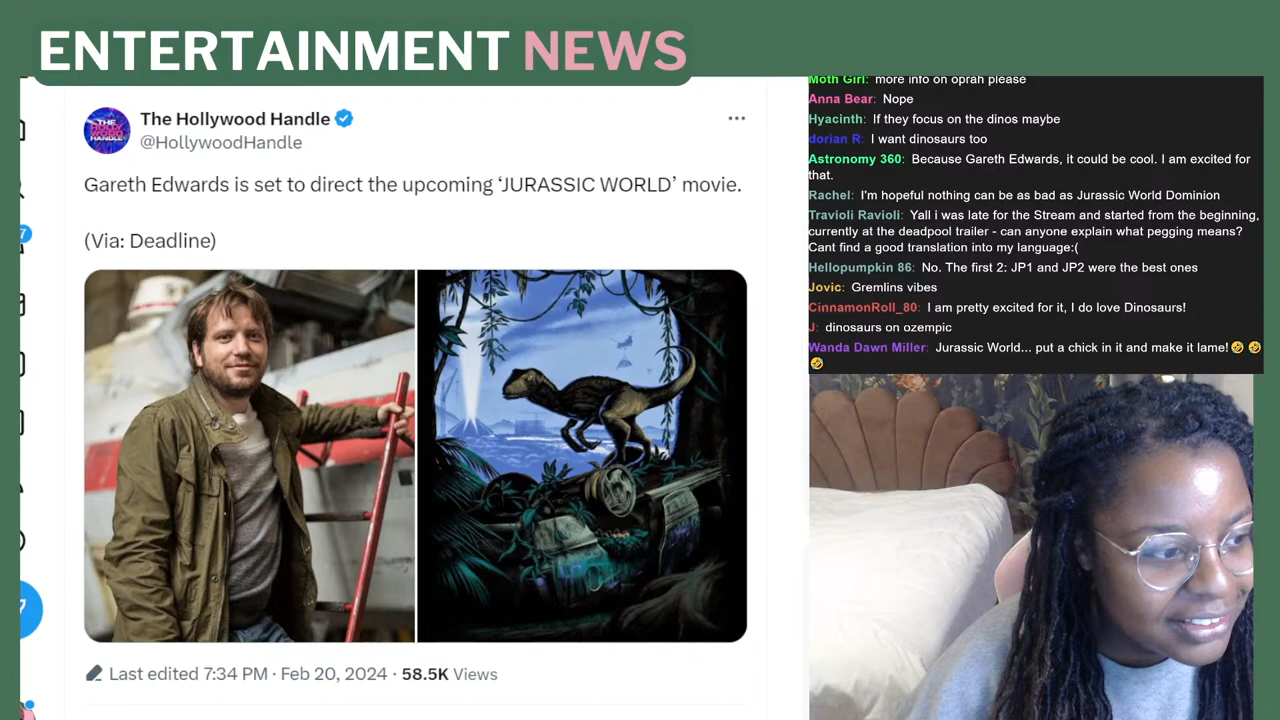 ENTERTAINMENT NEWS
The Hollywood Handle
@HollywoodHandle
Gareth Edwards is set to direct the upcoming ‘JURASSIC WORLD’ movie.
(Via: Deadline)
THE HOLLYWOOD HANDLE
7
Last edited 7:34 PM · Feb 20, 2024 · 58.5K Views
Moth Girl: more info on oprah please
Anna Bear: Nope
Hyacinth: If they focus on the dinos maybe
dorian R: I want dinosaurs too
Astronomy 360: Because Gareth Edwards, it could be cool. I am excited for
that.
Rachel: I'm hopeful nothing can be as bad as Jurassic World Dominion
Travioli Ravioli: Yall i was late for the Stream and started from the beginning,
currently at the deadpool trailer - can anyone explain what pegging means?
Cant find a good translation into my language:(
Hellopumpkin 86: No. The first 2: JP1 and JP2 were the best ones
Jovic: Gremlins vibes
CinnamonRoll_80: I am pretty excited for it, I do love Dinosaurs!
J: dinosaurs on ozempic
Wanda Dawn Miller: Jurassic World... put a chick in it and make it lame!🤣🤣
🤣